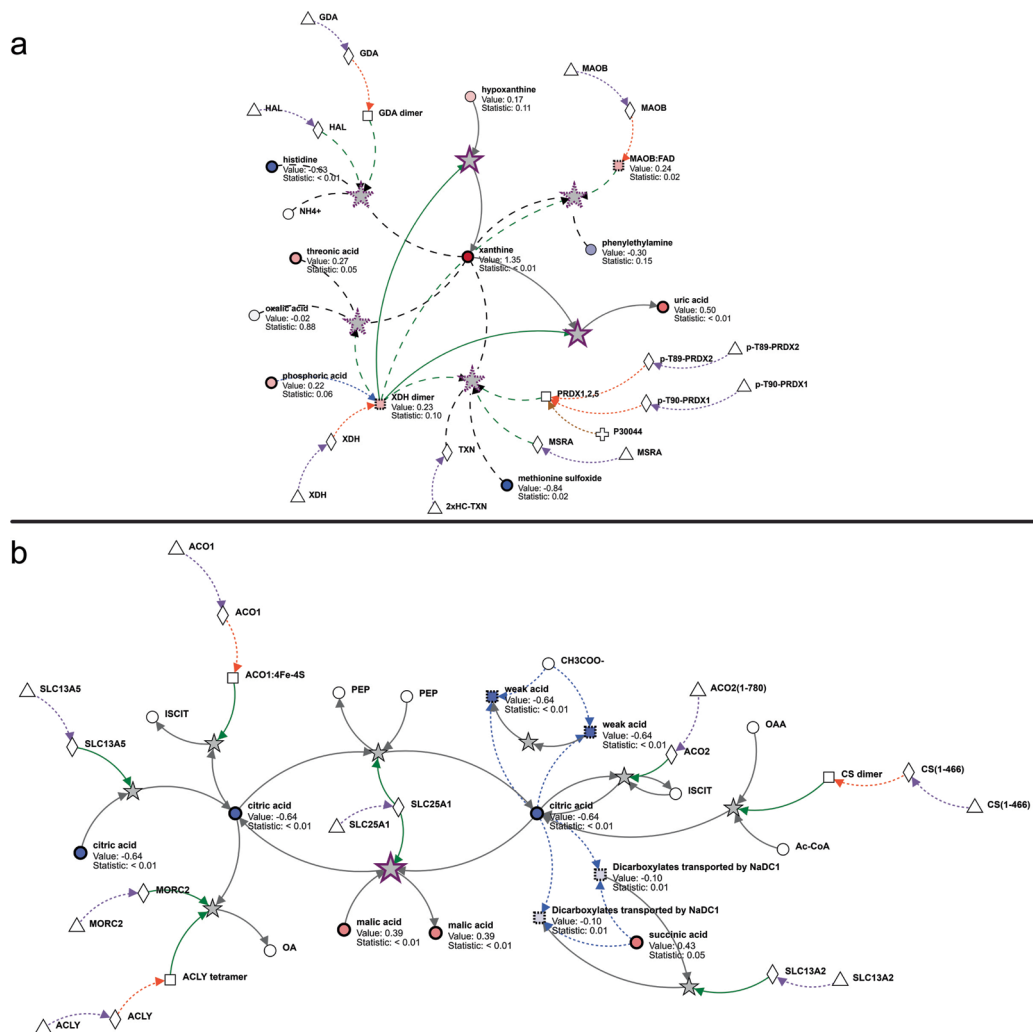 a
GDA
GDA
GDA dimer
HAL
HAL
histidine
Value: -0.63
Statistic: < 0.01
NH4+
hypoxanthine
Value: 0.17
Statistic: 0.11
MAOB
MAOB
MAOB:FAD
Value: 0.24
Statistic: 0.02
phenylethylamine
Value: -0.30
Statistic: 0.15
xanthine
Value: 1.35
Statistic: < 0.01
threonic acid
Value: 0.27
Statistic: 0.05
oxalic acid
Value: -0.02
Statistic: 0.88
uric acid
Value: 0.50
Statistic: < 0.01
phosphoric acid
Value: 0.22
Statistic: 0.06
XDH dimer
Value: 0.23
Statistic: 0.10
XDH
XDH
p-T89-PRDX2
p-T89-PRDX2
p-T90-PRDX1
p-T90-PRDX1
PRDX1,2,5
P30044
MSRA
MSRA
TXN
2xHC-TXN
methionine sulfoxide
Value: -0.84
Statistic: 0.02
b
ACO1
ACO1
ACO1:4Fe-4S
SLC13A5
SLC13A5
ISCIT
PEP
PEP
CH3COO-
weak acid
Value: -0.64
Statistic: < 0.01
weak acid
Value: -0.64
Statistic: < 0.01
ACO2(1-780)
ACO2
ISCIT
OAA
CS dimer
CS(1-466)
CS(1-466)
Ac-CoA
citric acid
Value: -0.64
Statistic: < 0.01
citric acid
Value: -0.64
Statistic: < 0.01
SLC25A1
SLC25A1
citric acid
Value: -0.64
Statistic: < 0.01
MORC2
MORC2
OA
ACLY tetramer
ACLY
ACLY
malic acid
Value: 0.39
Statistic: < 0.01
malic acid
Value: 0.39
Statistic: < 0.01
Dicarboxylates transported by NaDC1
Value: -0.10
Statistic: 0.01
Dicarboxylates transported by NaDC1
Value: -0.10
Statistic: 0.01
succinic acid
Value: 0.43
Statistic: 0.05
SLC13A2
SLC13A2